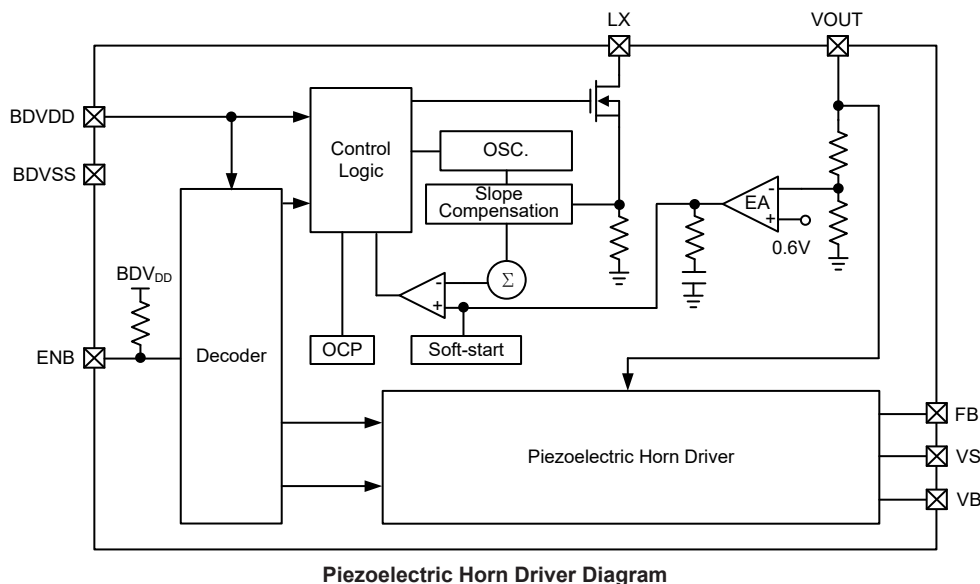 LX
VOUT
BDVDD
BDVSS
Control
Logic
OSC.
Slope
Compensation
EA
-
+
0.6V
Σ
-
+
BDVDD
OCP
Soft-start
ENB
Decoder
Piezoelectric Horn Driver
FB
VS
VB
Piezoelectric Horn Driver Diagram